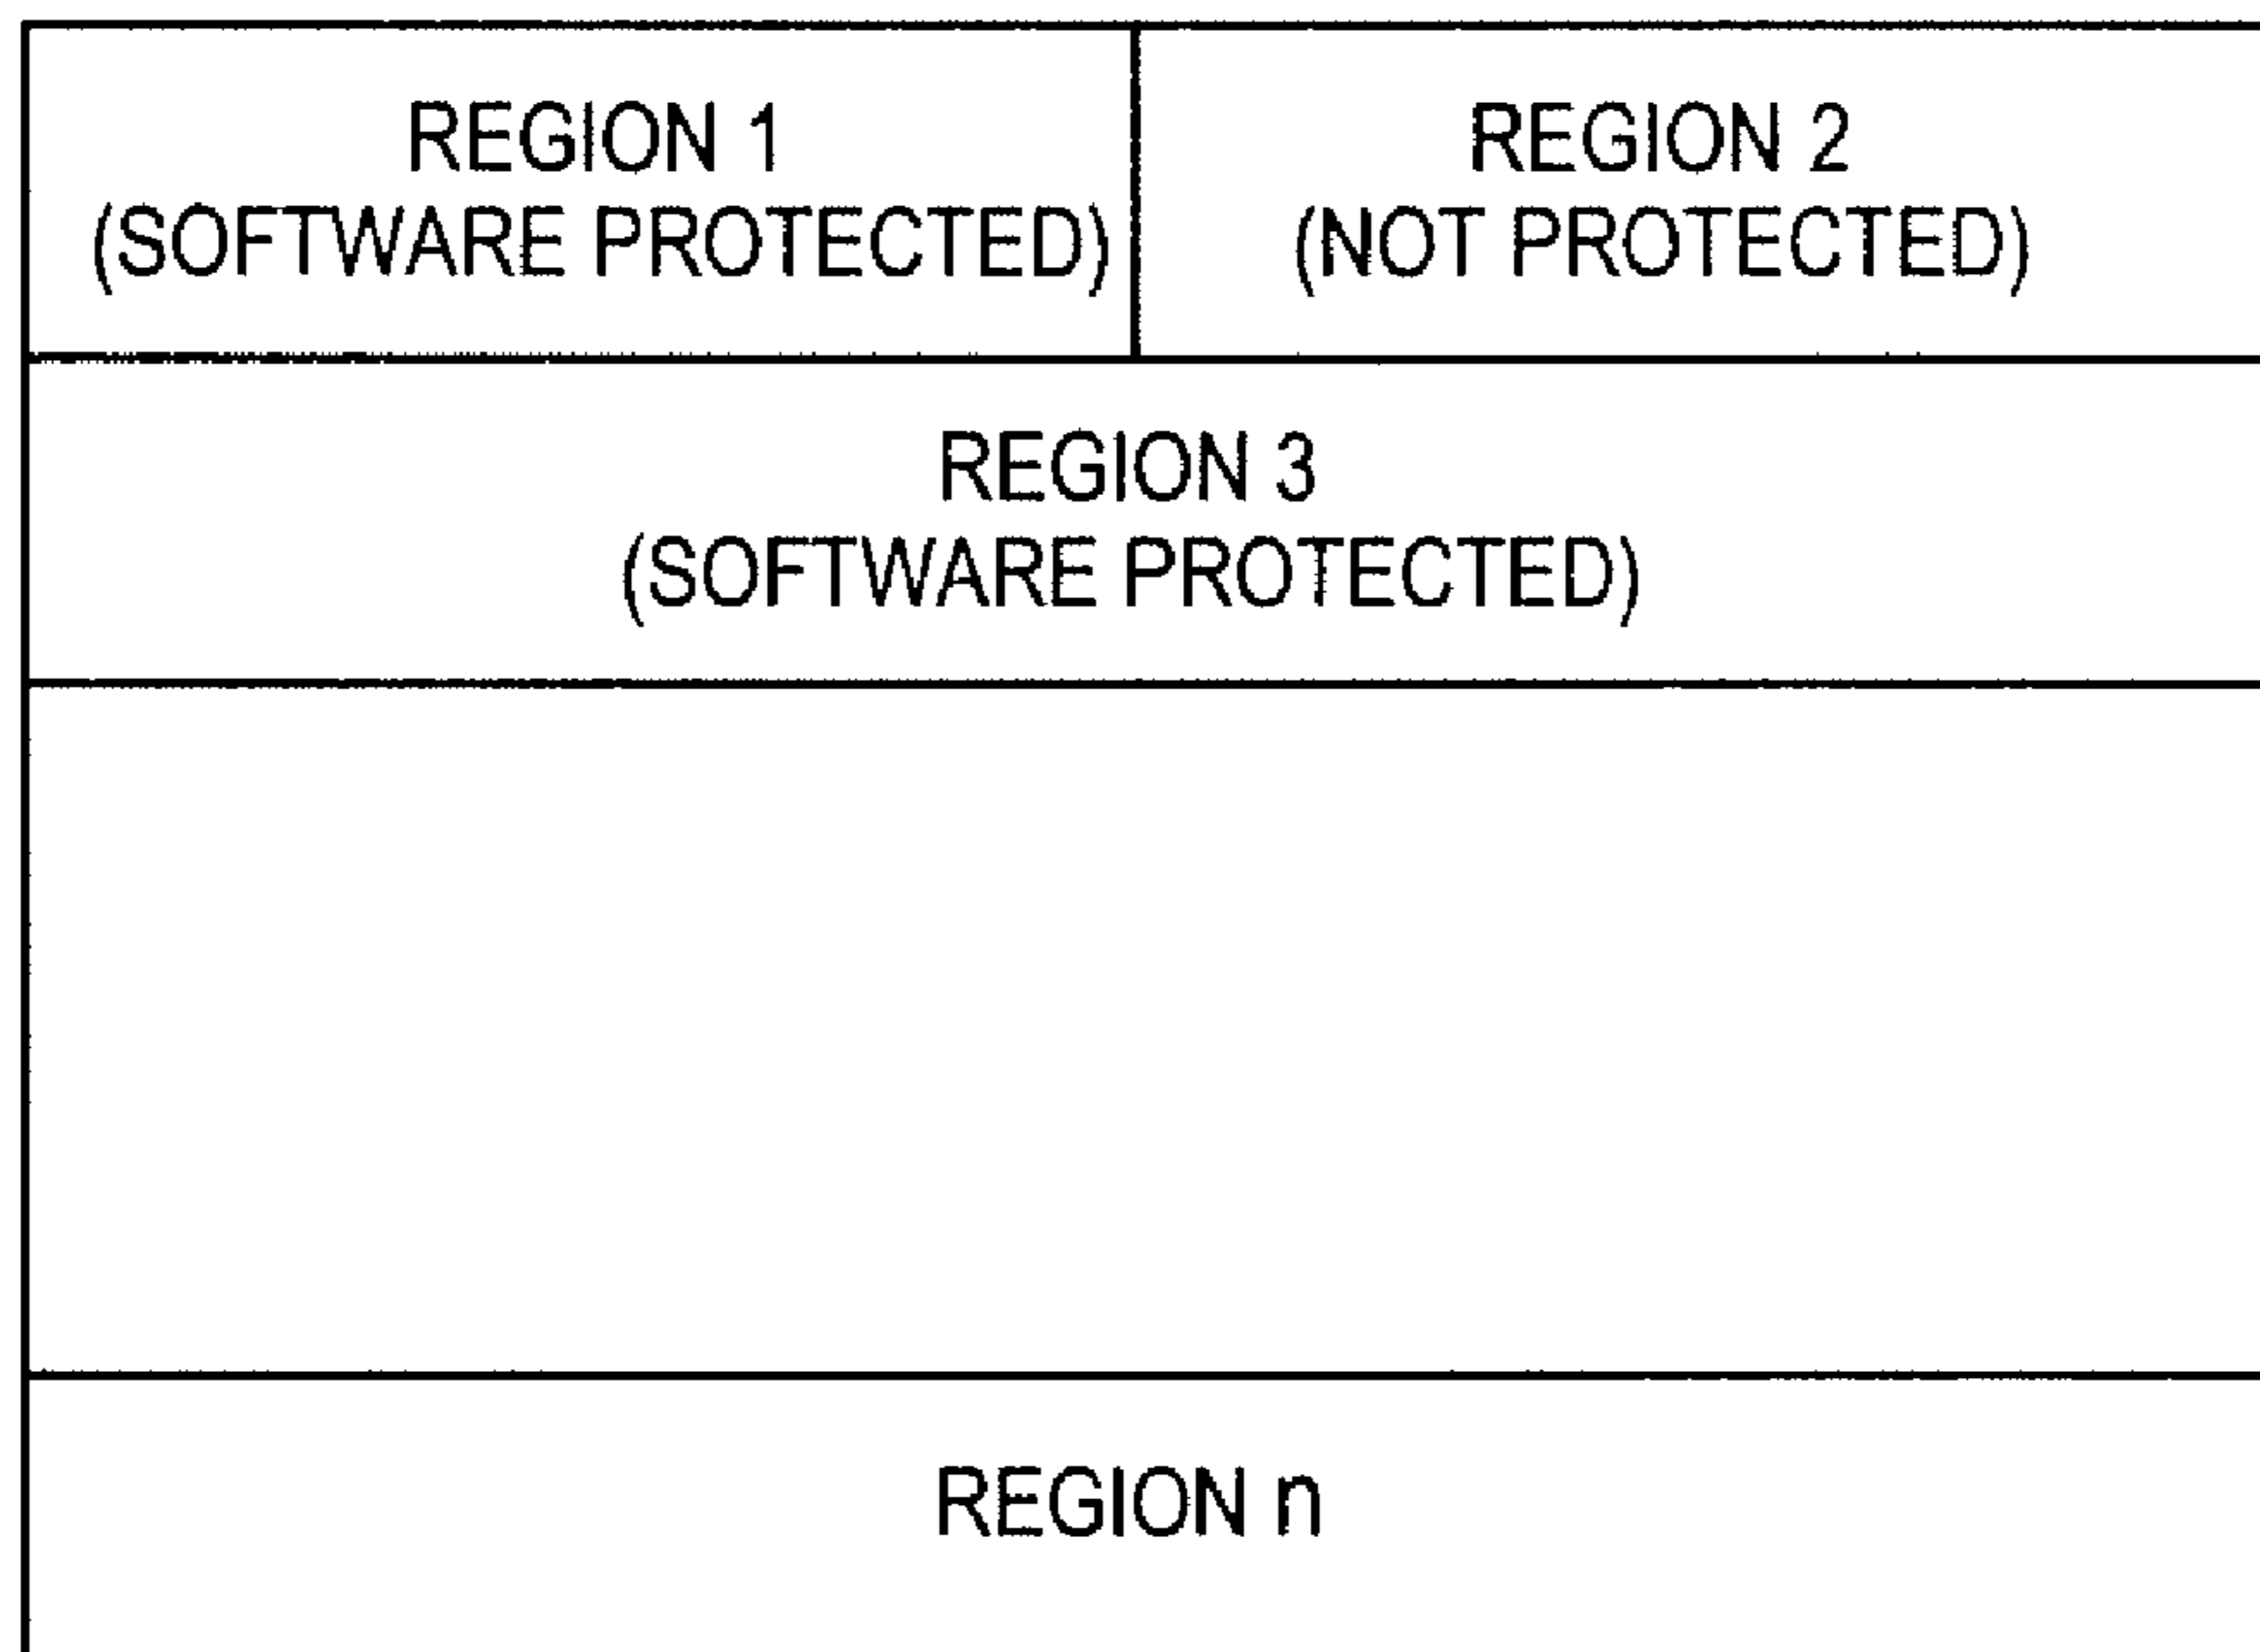 REGION 1
(SOFTWARE PROTECTED)
REGION 2
(NOT PROTECTED)
REGION 3
(SOFTWARE PROTECTED)
REGION n